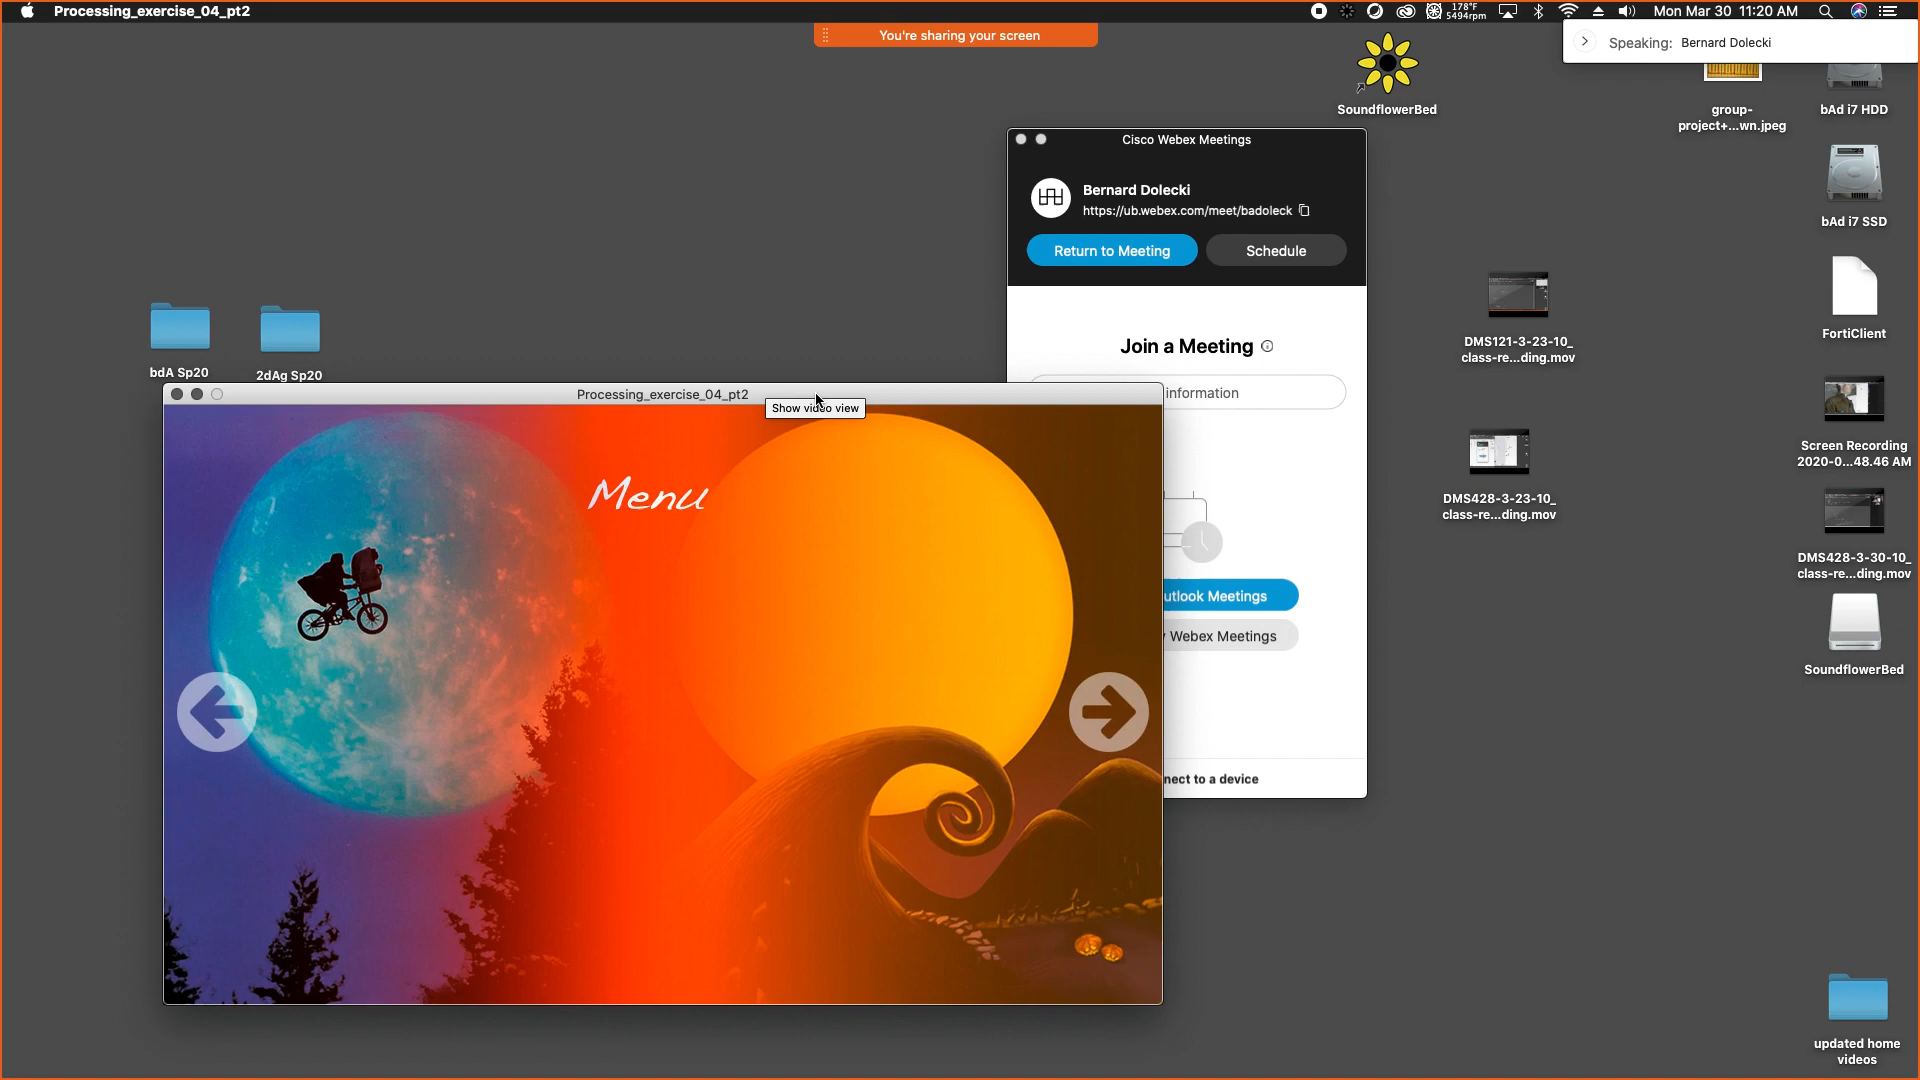 Processing_exercise_04_pt2
178°F
5494rpm
Mon Mar 30 11:20 AM
You're sharing your screen
Speaking: Bernard Dolecki
SoundflowerBed
group-
project+...wn.jpeg
bAd i7 HDD
Cisco Webex Meetings
Bernard Dolecki
https://ub.webex.com/meet/badoleck
Return to Meeting
Schedule
bAd i7 SSD
Join a Meeting
information
utlook Meetings
Webex Meetings
nect to a device
DMS121-3-23-10_
class-re...ding.mov
FortiClient
DMS428-3-23-10_
class-re...ding.mov
Screen Recording
2020-0...48.46 AM
DMS428-3-30-10_
class-re...ding.mov
SoundflowerBed
bdA Sp20
2dAg Sp20
Processing_exercise_04_pt2
Show video view
Menu
updated home
videos